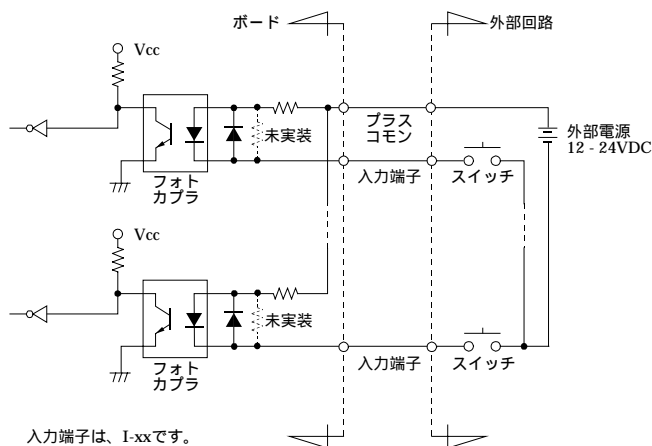 ボード
外部回路
Vcc
未実装
プラス
コモン
外部電源
12 - 24VDC
入力端子
スイッチ
フォト
カプラ
Vcc
未実装
入力端子
スイッチ
フォト
カプラ
入力端子は、I-xxです。